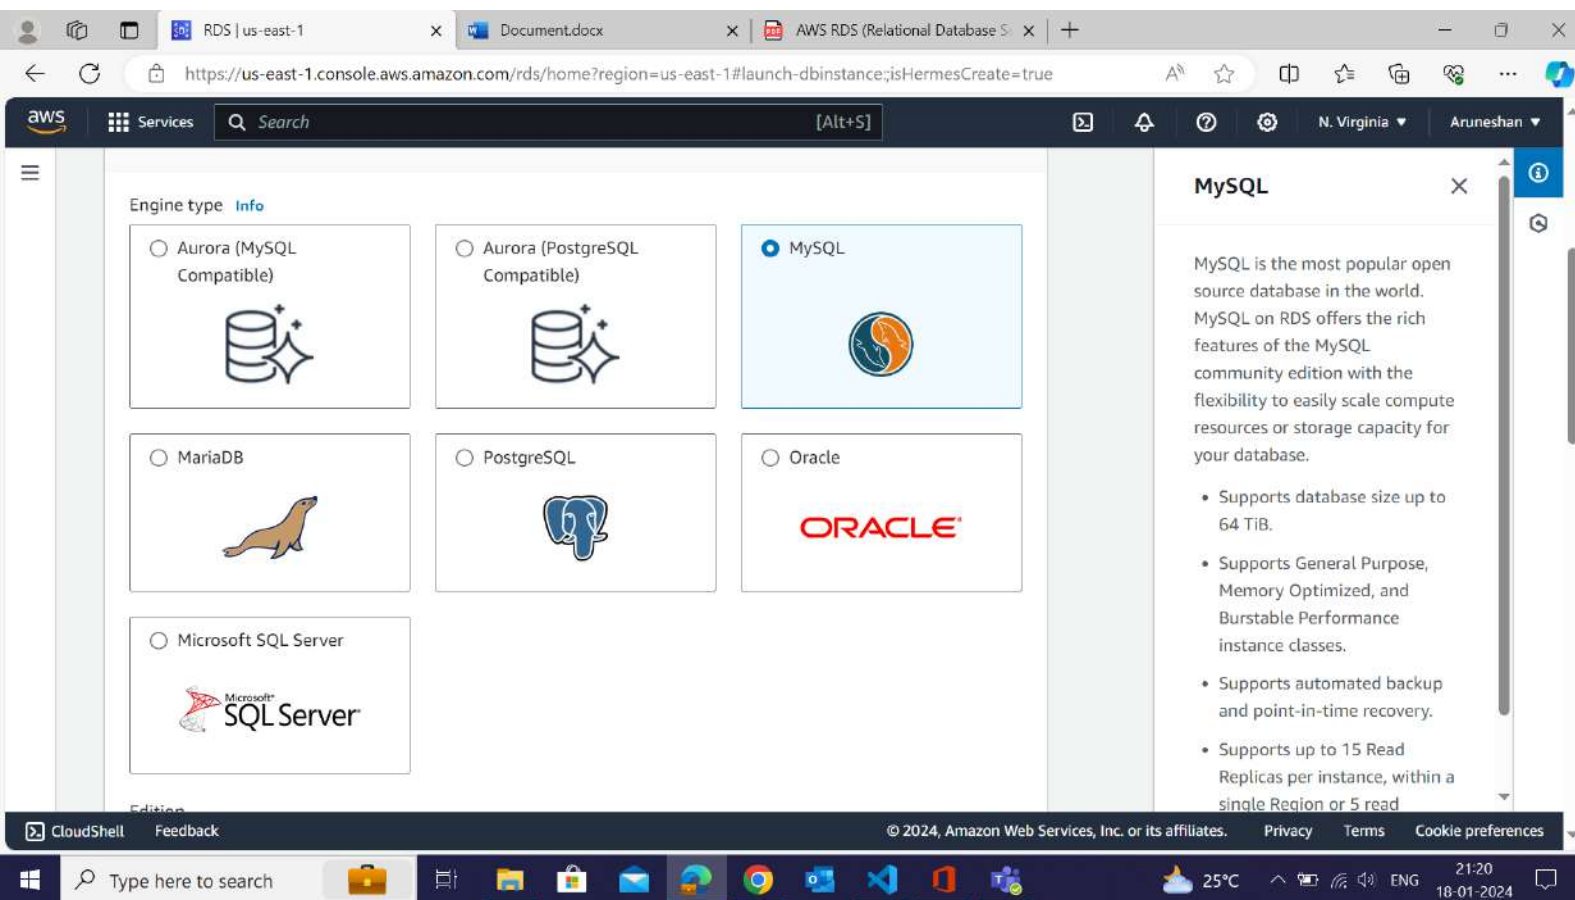 RDS | us-east-1
Document.docx
AWS RDS (Relational Database S
https://us-east-1.console.aws.amazon.com/rds/home?region=us-east-1#launch-dbinstance;isHermesCreate=true
aws
Services
Search
[Alt+S]
N. Virginia
Aruneshan
Engine type Info
Aurora (MySQL
Compatible)
Aurora (PostgreSQL
Compatible)
MySQL
MariaDB
PostgreSQL
Oracle
ORACLE
Microsoft SQL Server
Microsoft
SQL Server
Edition
MySQL
MySQL is the most popular open
source database in the world.
MySQL on RDS offers the rich
features of the MySQL
community edition with the
flexibility to easily scale compute
resources or storage capacity for
your database.
• Supports database size up to
64 TiB.
• Supports General Purpose,
Memory Optimized, and
Burstable Performance
instance classes.
• Supports automated backup
and point-in-time recovery.
• Supports up to 15 Read
Replicas per instance, within a
single Region or 5 read
CloudShell
Feedback
© 2024, Amazon Web Services, Inc. or its affiliates.
Privacy
Terms
Cookie preferences
Type here to search
25°C
ENG
21:20
18-01-2024